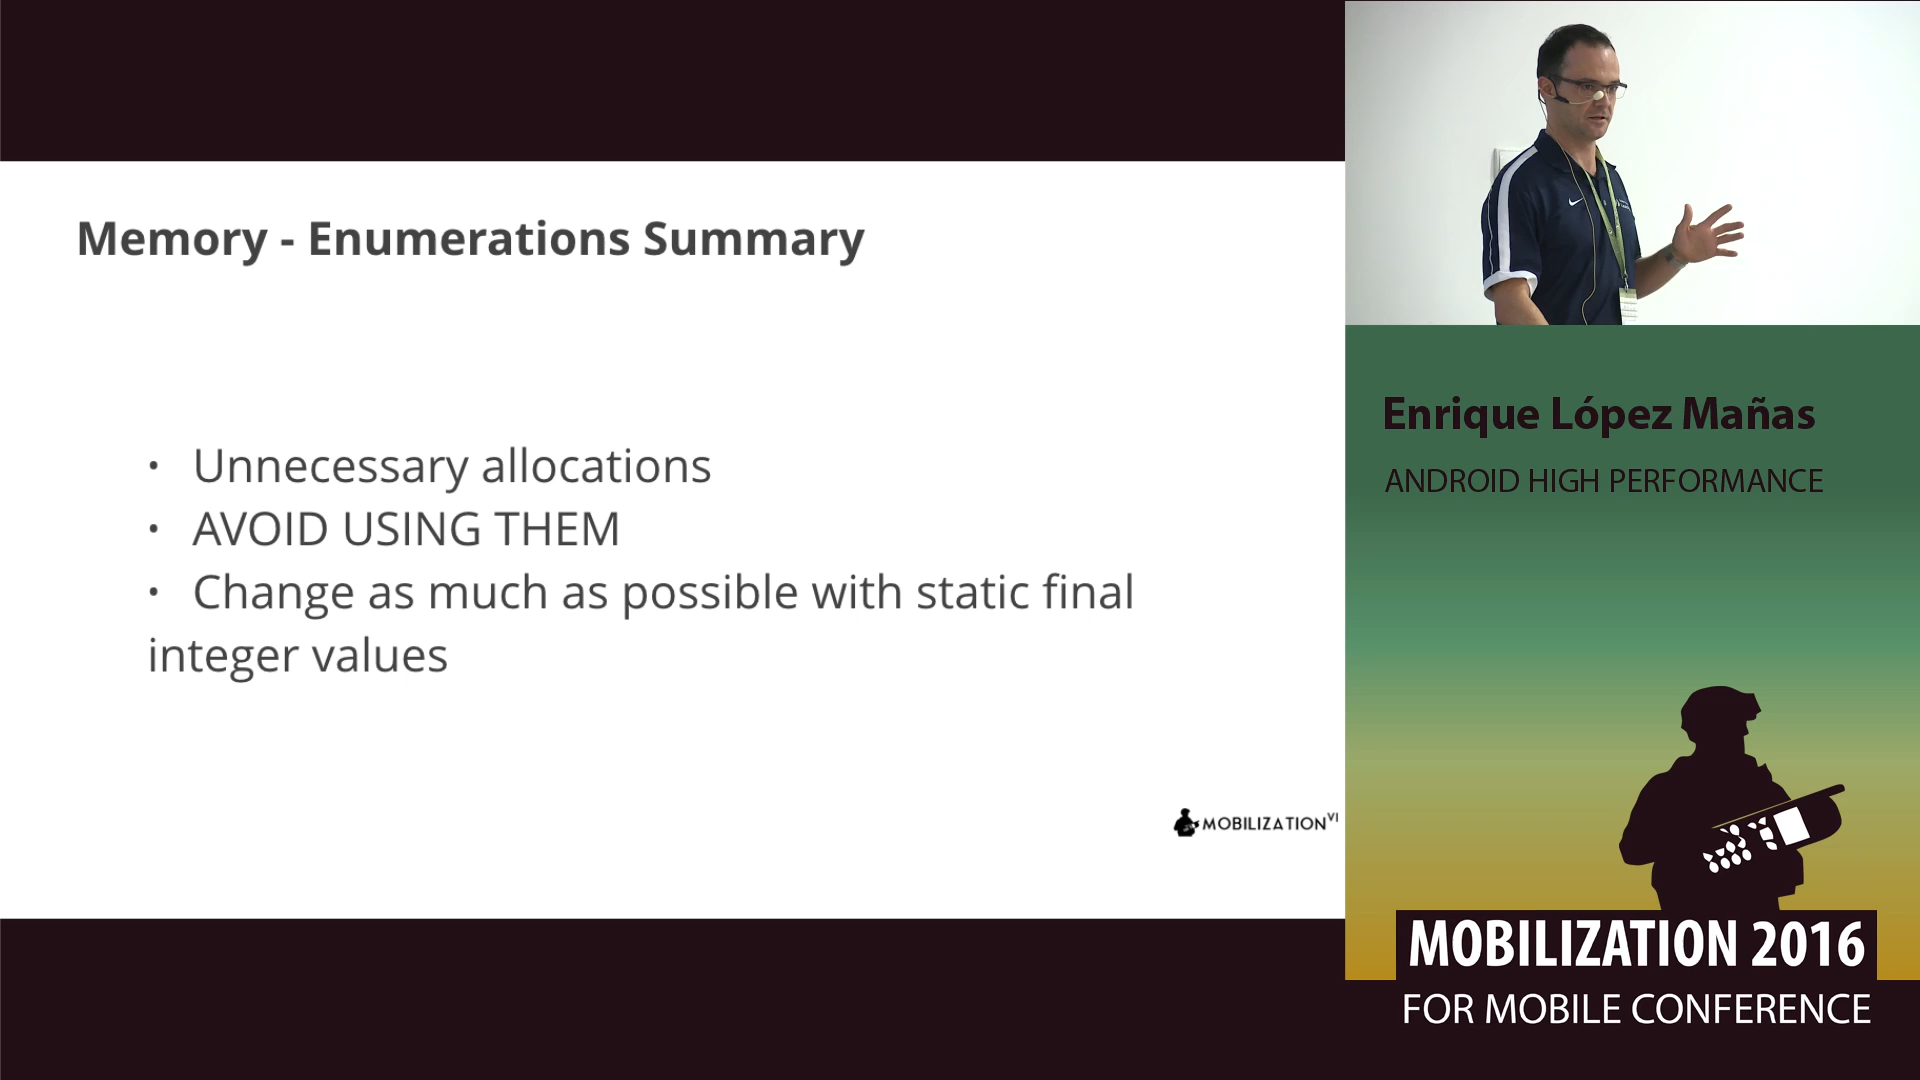 Memory - Enumerations Summary
• Unnecessary allocations
• AVOID USING THEM
• Change as much as possible with static final
integer values
MOBILIZATION VI
Enrique López Mañas
ANDROID HIGH PERFORMANCE
MOBILIZATION 2016
FOR MOBILE CONFERENCE